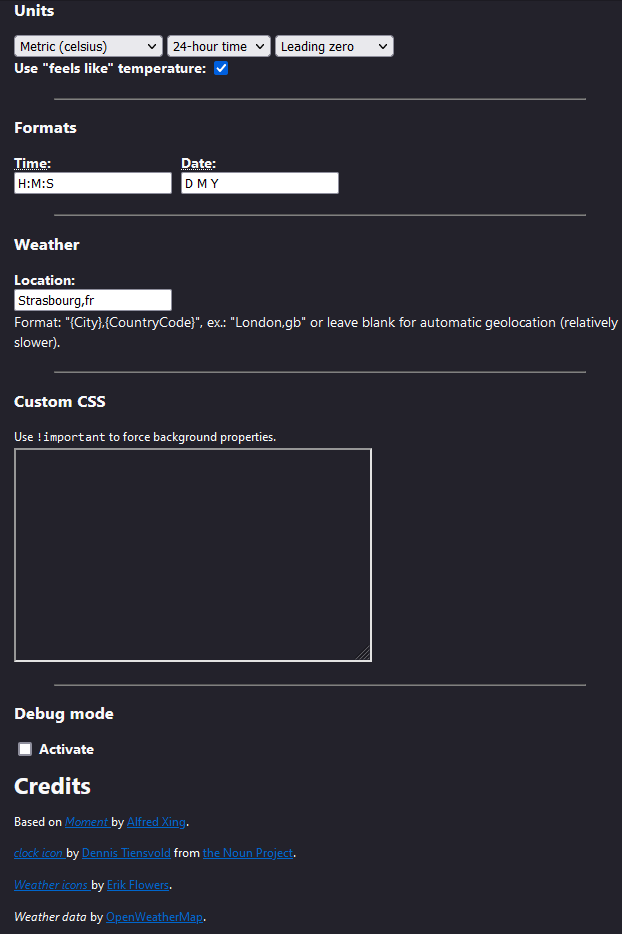 Units
Metric (celsius) 24-hour time Leading zero
Use "feels like" temperature:
Formats
Time: Date:
H:M:S D M Y
Weather
Location:
Strasbourg,fr
Format: "{City},{CountryCode}", ex.: "London,gb" or leave blank for automatic geolocation (relatively
slower).
Custom CSS
Use !important to force background properties.
Debug mode
Activate
Credits
Based on Moment by Alfred Xing.
clock icon by Dennis Tiensvold from the Noun Project.
Weather icons by Erik Flowers.
Weather data by OpenWeatherMap.